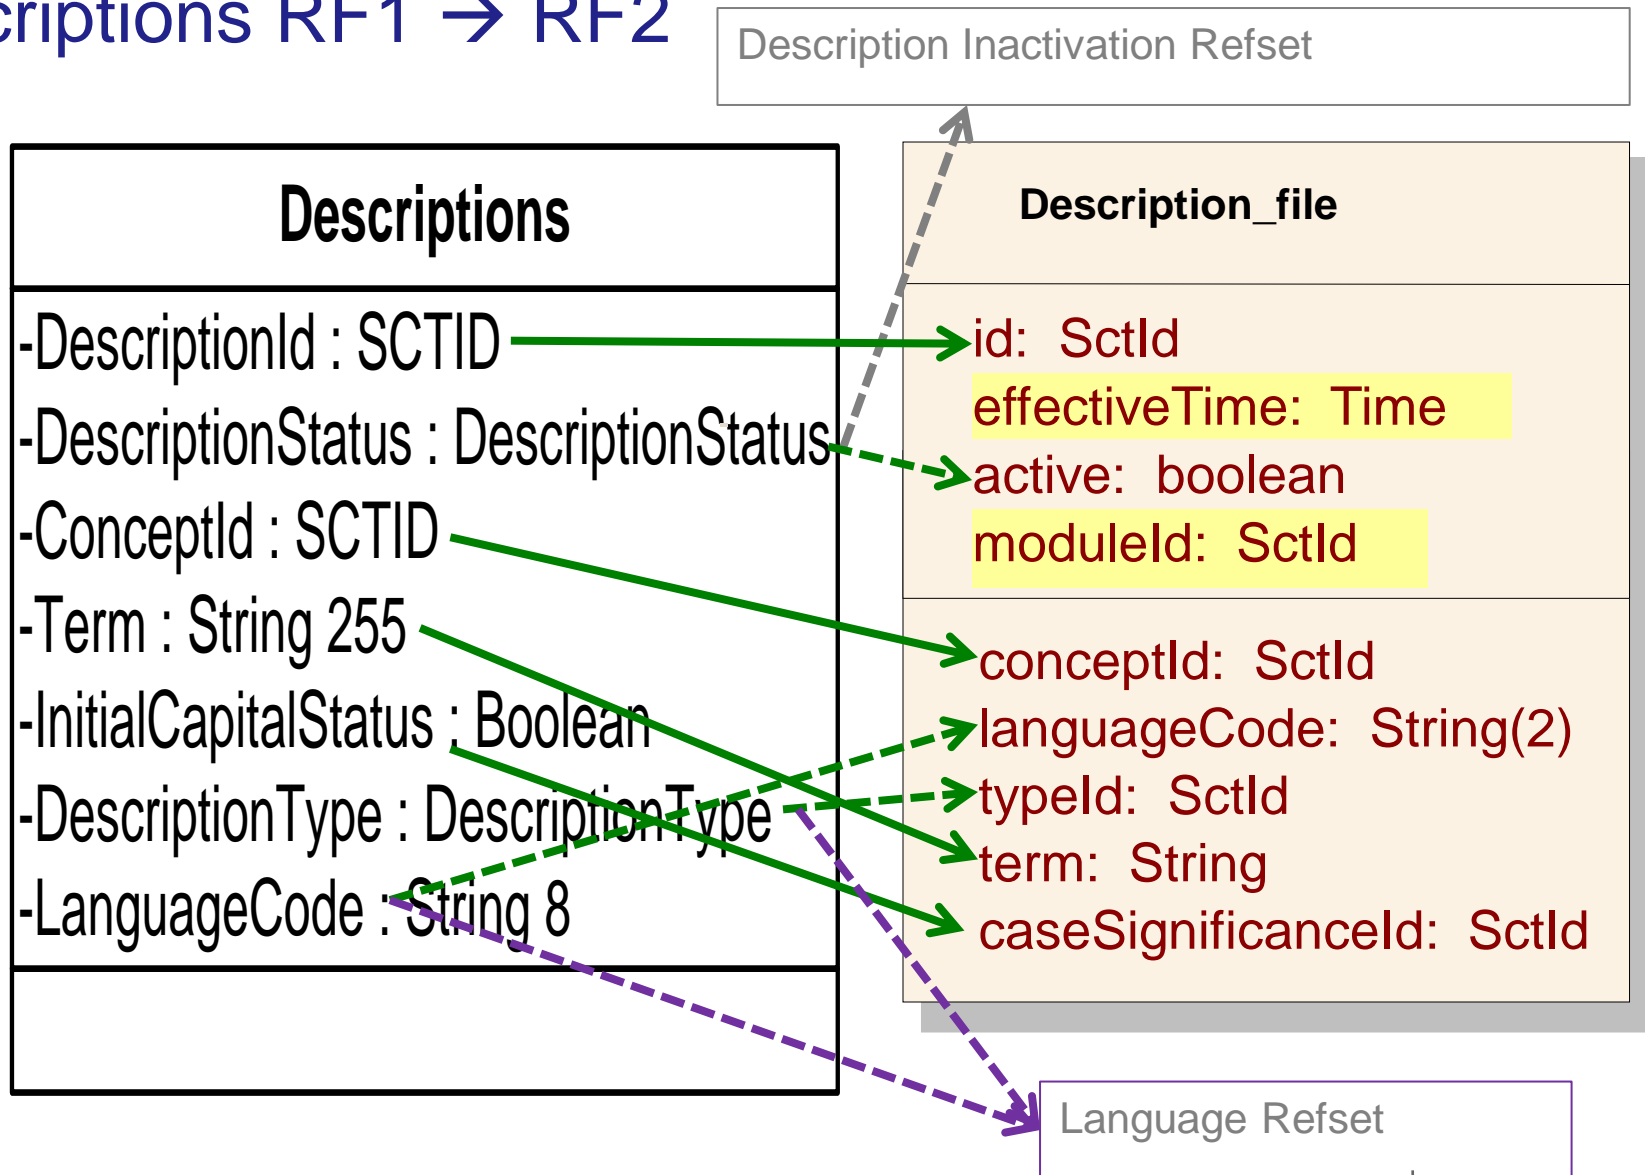 criptions RF1 → RF2
Description Inactivation Refset
Descriptions
-DescriptionId : SCTID
-DescriptionStatus : DescriptionStatus
-ConceptId : SCTID
-Term : String 255
-InitialCapitalStatus : Boolean
-DescriptionType : DescriptionType
-LanguageCode : String 8
Description_file
id: SctId
effectiveTime: Time
active: boolean
moduleId: SctId
conceptId: SctId
languageCode: String(2)
typeId: SctId
term: String
caseSignificanceId: SctId
Language Refset